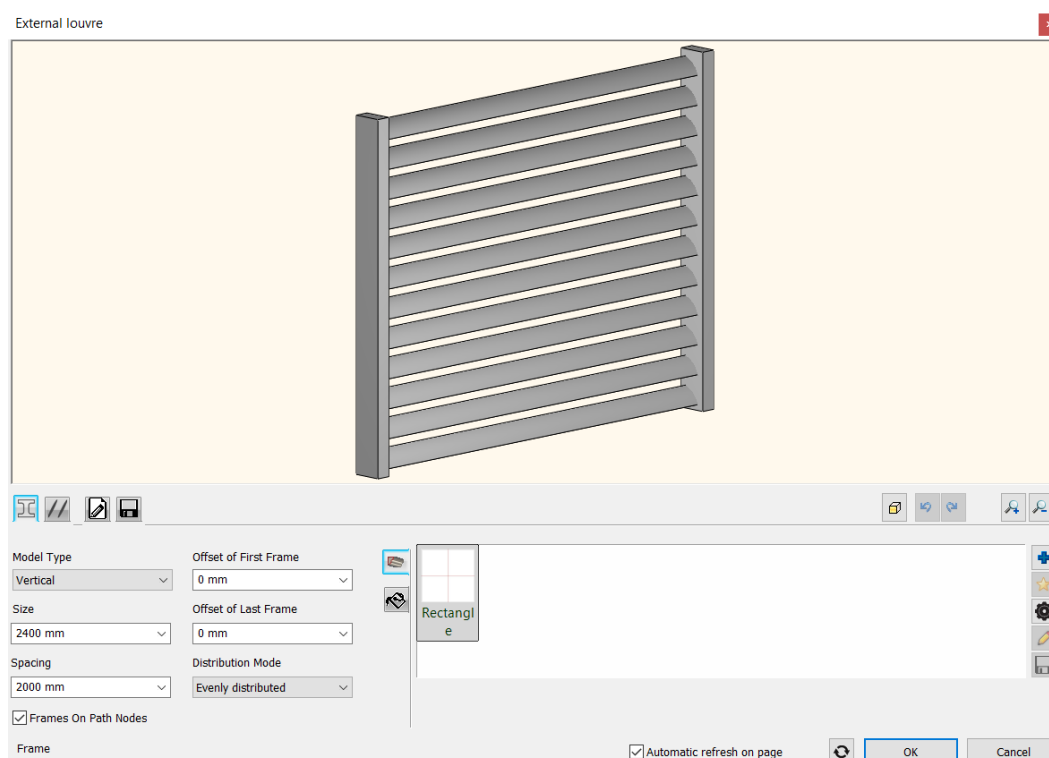 External louvre
Model Type
Offset of First Frame
Vertical
0 mm
Size
Offset of Last Frame
2400 mm
0 mm
Spacing
Distribution Mode
2000 mm
Evenly distributed
Frames On Path Nodes
Frame
Rectangl
e
Automatic refresh on page
OK
Cancel